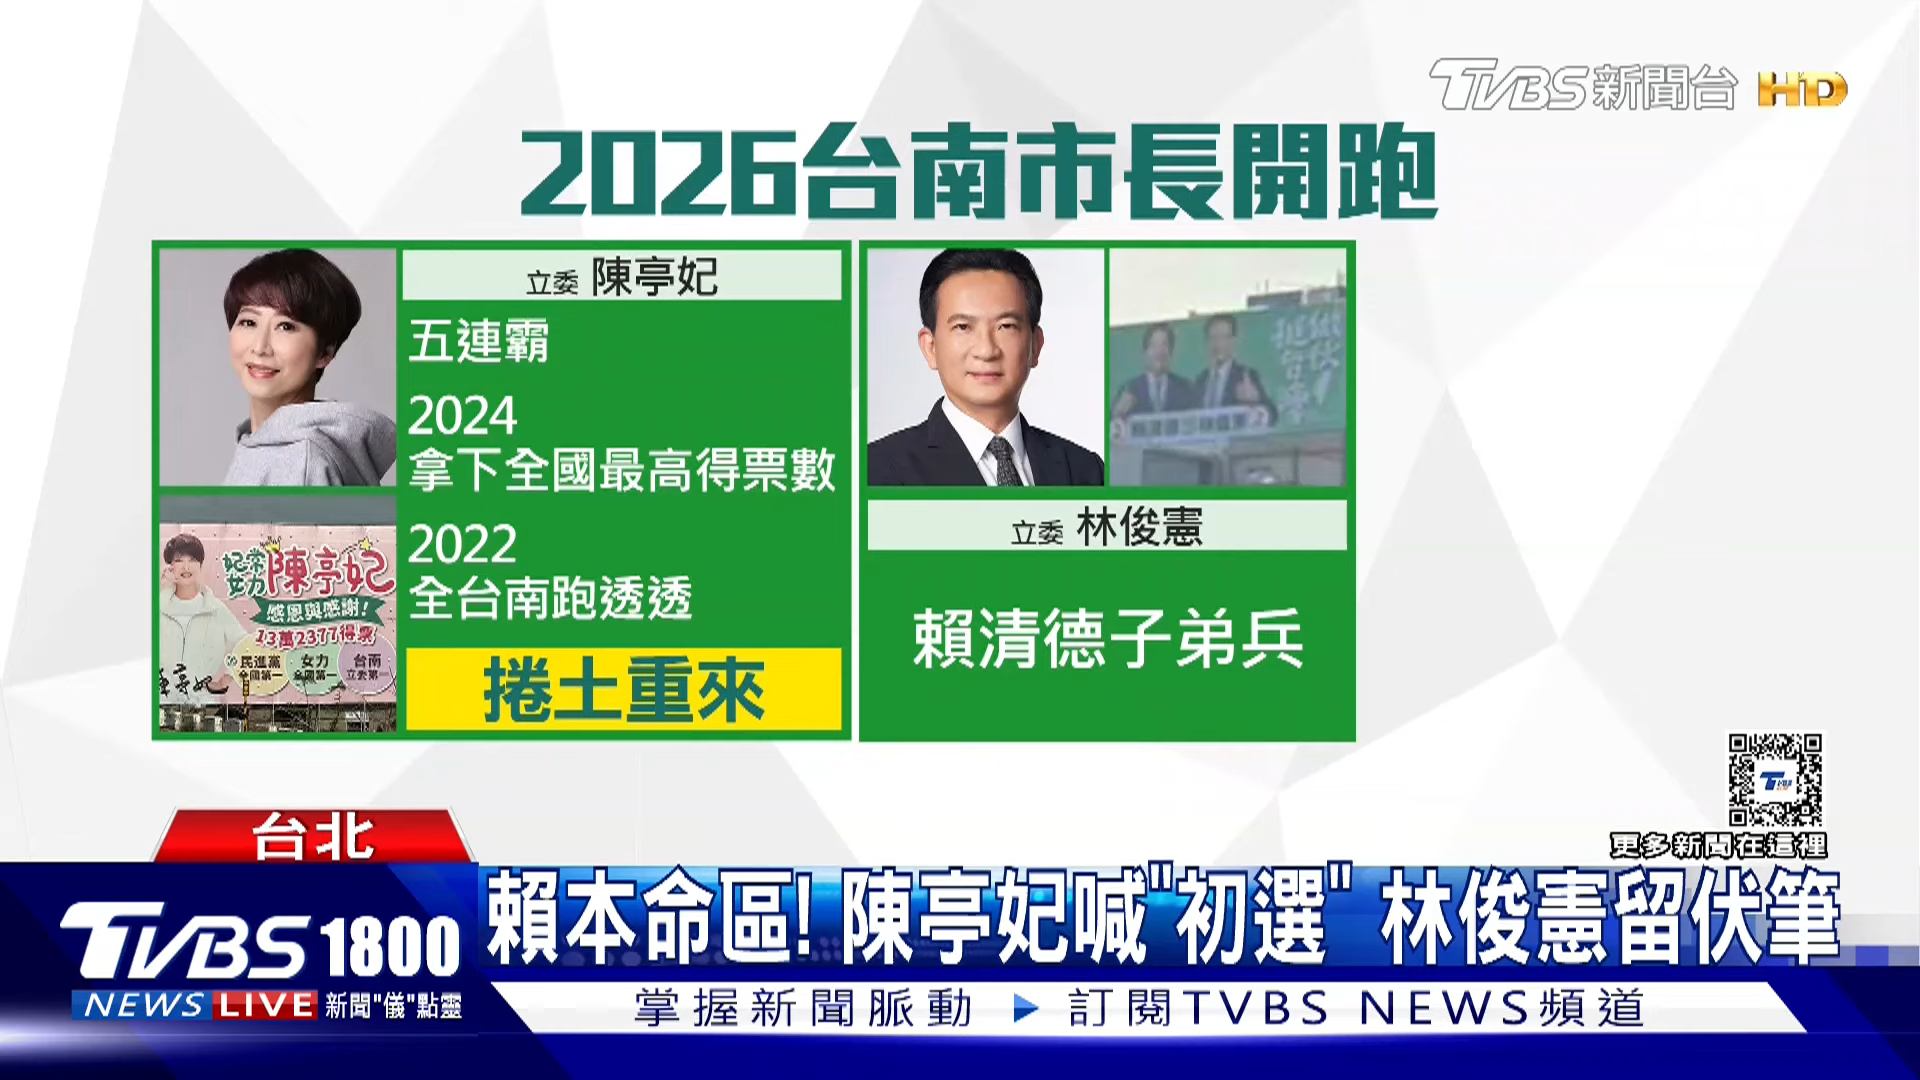 TVBS新聞台 HD
2026台南市長開跑
立委 陳亭妃
五連霸
2024
拿下全國最高得票數
2022
全台南跑透透
捲土重來
妃常
女力
陳亭妃
感恩與感謝!
13萬2377得票
民進黨
全國第一
女力
全國第一
台南
立委第一
挺台南
立委 林俊憲
賴清德子弟兵
更多新聞在這裡
台北
賴本命區! 陳亭妃喊"初選" 林俊憲留伏筆
TVBS 1800
NEWS LIVE 新聞"儀"點靈
掌握新聞脈動 ▶ 訂閱TVBS NEWS頻道